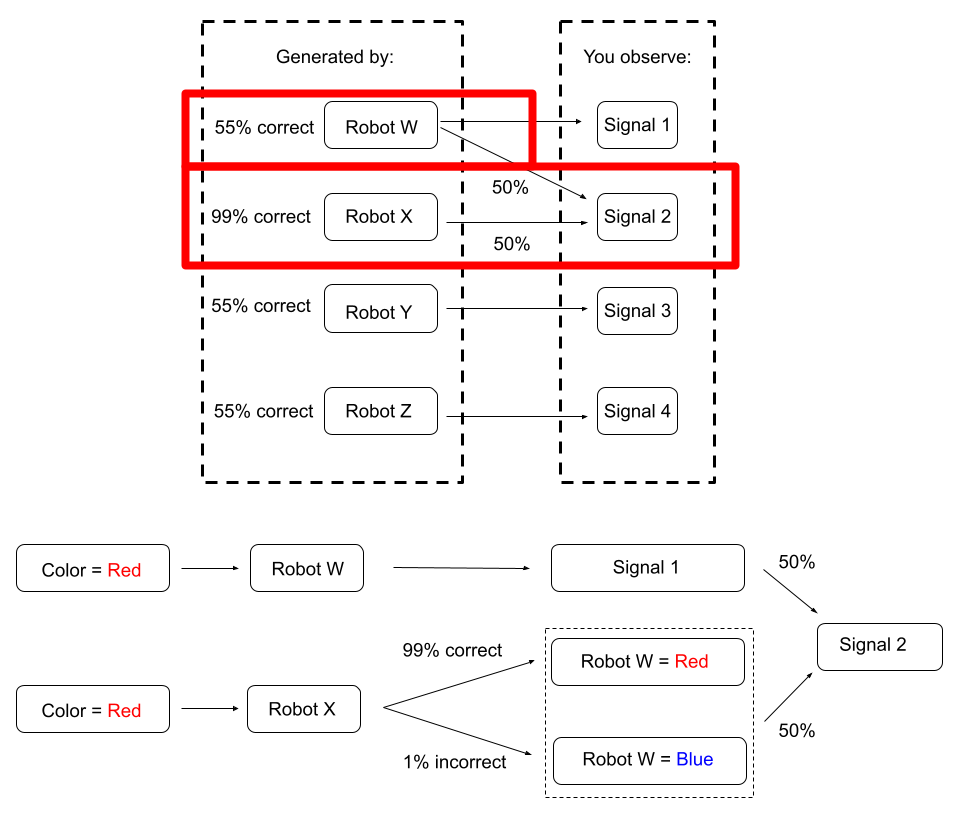 Generated by:
You observe:
55% correct
Robot W
Signal 1
50%
99% correct
Robot X
Signal 2
50%
55% correct
Robot Y
Signal 3
55% correct
Robot Z
Signal 4
Color = Red
Robot W
Signal 1
50%
Signal 2
99% correct
Robot W = Red
Color = Red
Robot X
50%
1% incorrect
Robot W = Blue